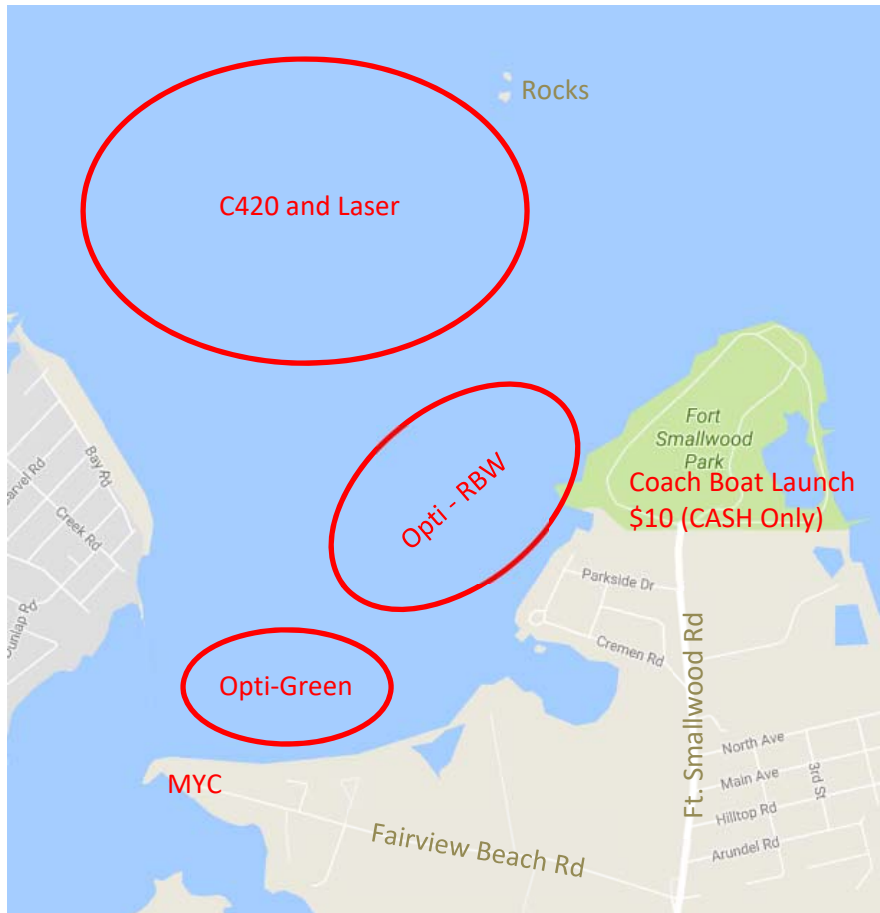 Rocks
C420 and Laser
Fort
Smallwood
Park
Bay Rd
Opti - RBW
Coach Boat Launch
$10 (CASH Only)
Creek Rd
Parkside Dr
Dunlap Rd
Cremen Rd
Opti-Green
Ft. Smallwood Rd
North Ave
3rd St
Main Ave
MYC
Hilltop Rd
Fairview Beach Rd
Arundel Rd